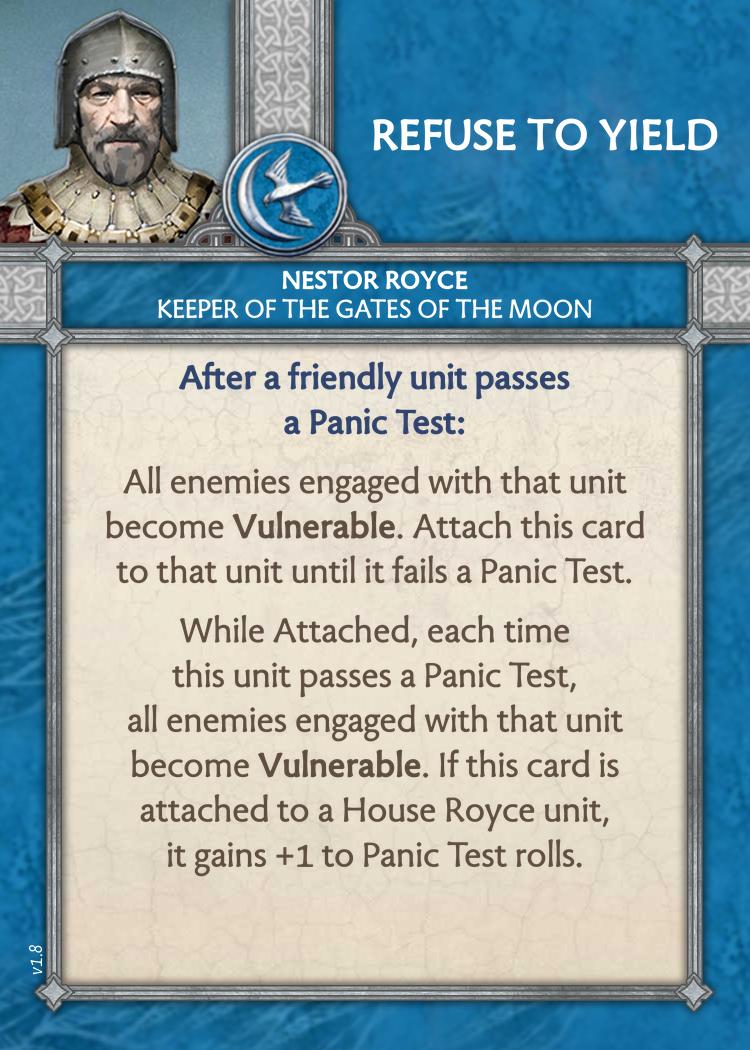 REFUSE TO YIELD
NESTOR ROYCE
KEEPER OF THE GATES OF THE MOON
After a friendly unit passes
a Panic Test:
All enemies engaged with that unit
become Vulnerable. Attach this card
to that unit until it fails a Panic Test.
While Attached, each time
this unit passes a Panic Test,
all enemies engaged with that unit
become Vulnerable. If this card is
attached to a House Royce unit,
it gains +1 to Panic Test rolls.
v1.8